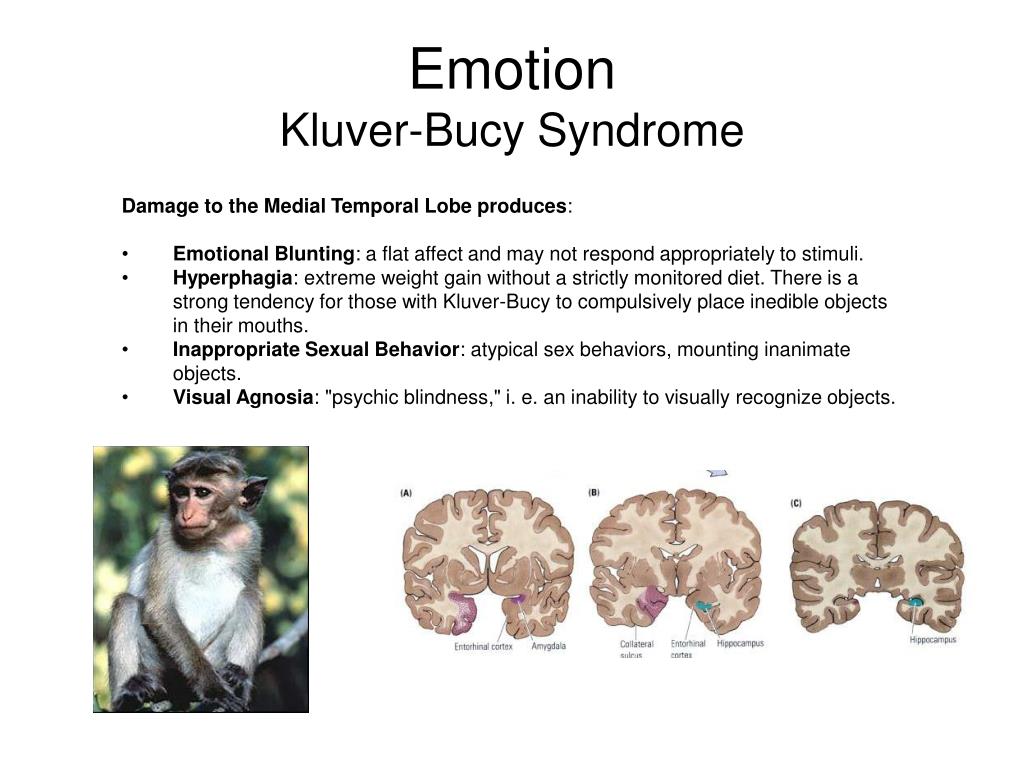 Emotion
Kluver-Bucy Syndrome
Damage to the Medial Temporal Lobe produces:
• Emotional Blunting: a flat affect and may not respond appropriately to stimuli.
• Hyperphagia: extreme weight gain without a strictly monitored diet. There is a
strong tendency for those with Kluver-Bucy to compulsively place inedible objects
in their mouths.
• Inappropriate Sexual Behavior: atypical sex behaviors, mounting inanimate
objects.
• Visual Agnosia: "psychic blindness," i. e. an inability to visually recognize objects.
(A)
Entorhinal cortex Amygdala
(B)
Collateral
sulcus
Entorhinal
cortex
Hippocampus
(C)
Hippocampus